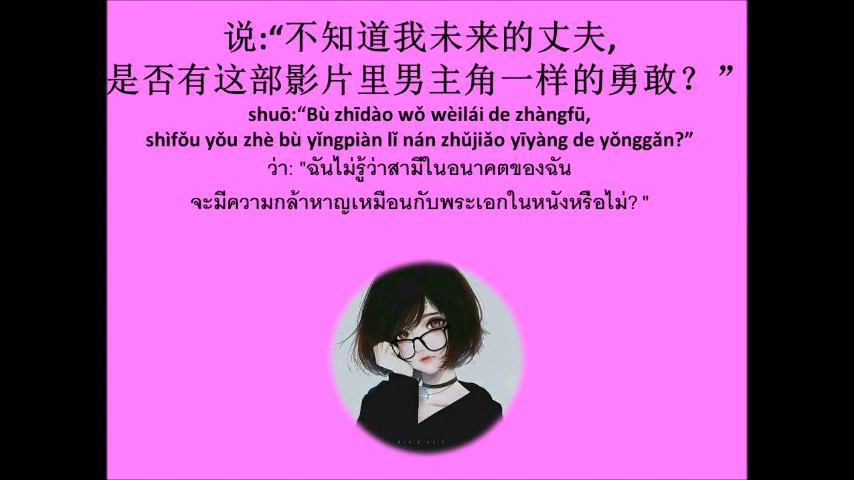 说:“不知道我未来的丈夫,
是否有这部影片里男主角一样的勇敢？”
shuō:“Bù zhīdào wǒ wèilái de zhàngfū,
shìfǒu yǒu zhè bù yǐngpiàn lǐ nán zhǔjiǎo yīyàng de yǒnggǎn?”
ว่า: "ฉันไม่รู้ว่าสามีในอนาคตของฉัน
จะมีความกล้าหาญเหมือนกับพระเอกในหนังหรือไม่? "